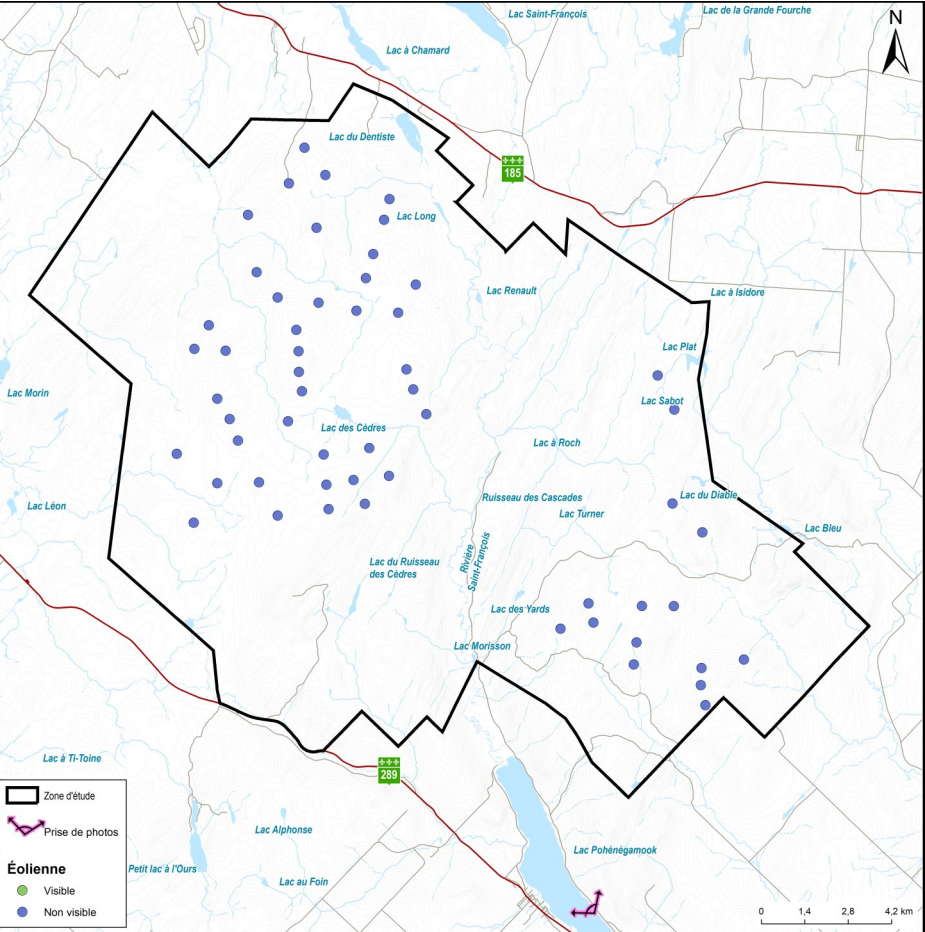 Lac Saint-François
Lac de la Grande Fourche
N
Lac à Chamard
Lac du Dentiste
185
Lac Long
Lac Renault
Lac à Isidore
Lac Plat
Lac Morin
Lac Sabot
Lac des Cèdres
Lac à Roch
Ruisseau des Cascades
Lac du Diable
Lac Lèon
Lac Turner
Lac Bleu
Rivière
Saint-François
Lac du Ruisseau
des Cèdres
Lac des Yards
Lac Morisson
Lac à Ti-Toine
289
Zone d'étude
Prise de photos
Lac Alphonse
Lac Pohénégamook
Petit lac à l'Ours
Lac au Foin
Éolienne
Visible
Non visible
0 1,4 2,8 4,2 km